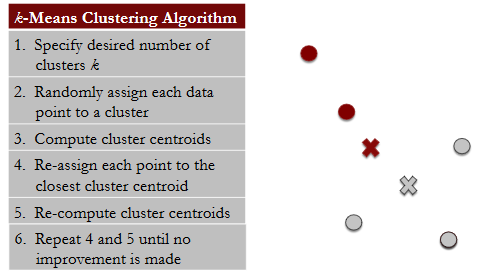 k-Means Clustering Algorithm
1. Specify desired number of
clusters k
2. Randomly assign each data
point to a cluster
3. Compute cluster centroids
4. Re-assign each point to the
closest cluster centroid
5. Re-compute cluster centroids
6. Repeat 4 and 5 until no
improvement is made